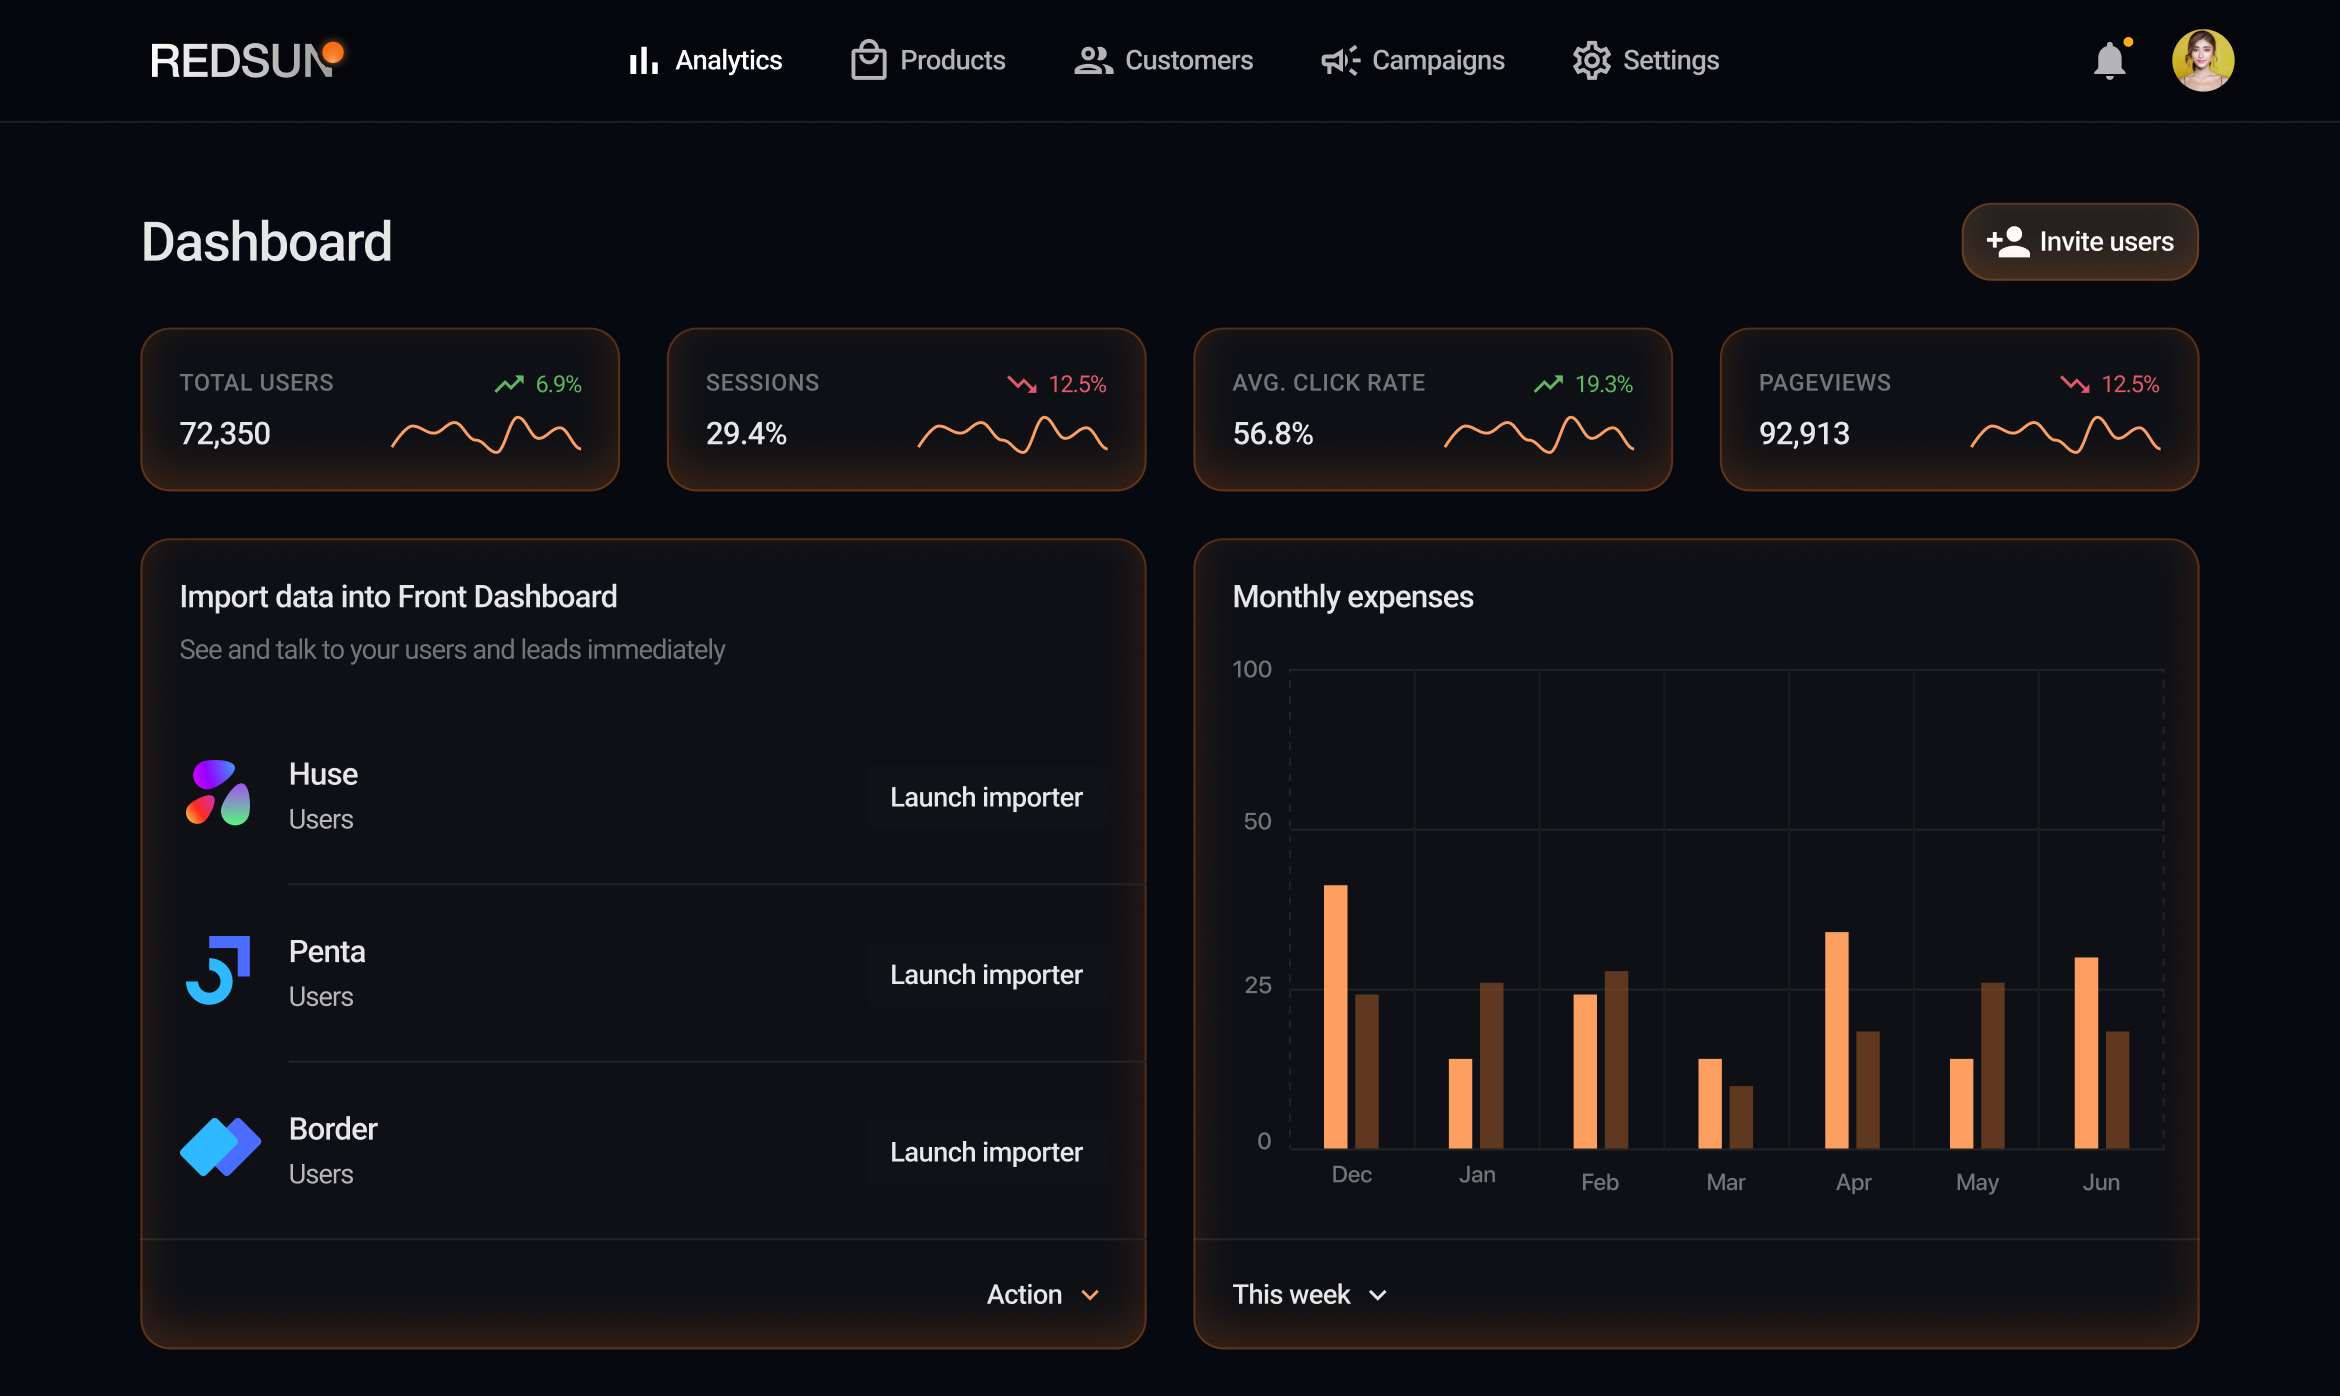 REDSUN
Analytics
Products
Customers
Campaigns
Settings
Dashboard
Invite users
TOTAL USERS
6.9%
72,350
SESSIONS
12.5%
29.4%
AVG. CLICK RATE
19.3%
56.8%
PAGEVIEWS
12.5%
92,913
Import data into Front Dashboard
See and talk to your users and leads immediately
Huse
Users
Launch importer
Penta
Users
Launch importer
Border
Users
Launch importer
Action
Monthly expenses
100
50
25
0
Dec Jan Feb Mar Apr May Jun
This week